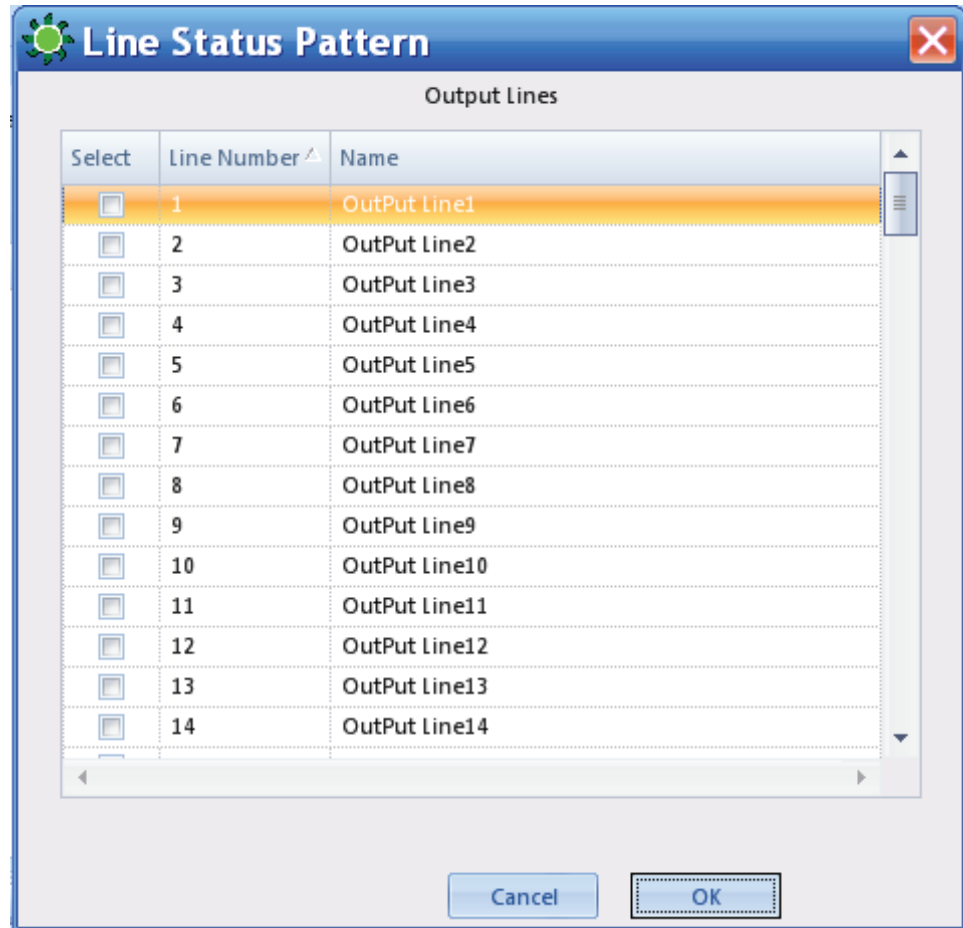 Line Status Pattern
Output Lines
Select Line Number Name
1 OutPut Line1
2 OutPut Line2
3 OutPut Line3
4 OutPut Line4
5 OutPut Line5
6 OutPut Line6
7 OutPut Line7
8 OutPut Line8
9 OutPut Line9
10 OutPut Line10
11 OutPut Line11
12 OutPut Line12
13 OutPut Line13
14 OutPut Line14
Cancel OK